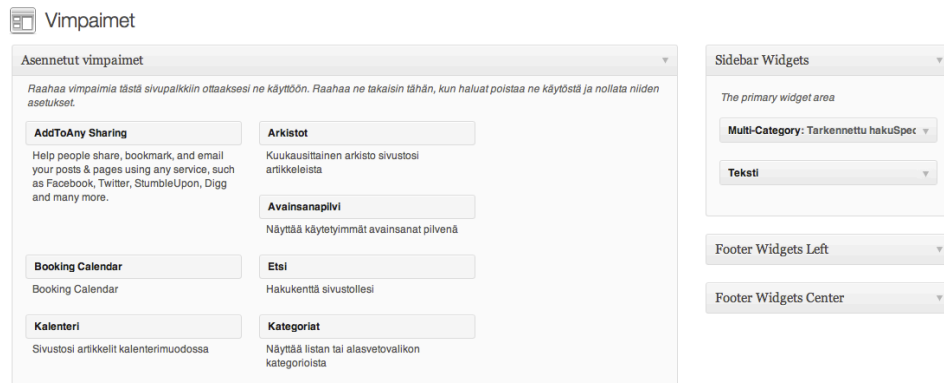 Vimpaimet
Asennetut vimpaimet
Raahaa vimpaimia tästä sivupalkkiin ottaaksesi ne käyttöön. Raahaa ne takaisin tähän, kun haluat poistaa ne käytöstä ja nollata niiden
asetukset.
AddToAny Sharing
Help people share, bookmark, and email
your posts & pages using any service, such
as Facebook, Twitter, StumbleUpon, Digg
and many more.
Arkistot
Kuukausittainen arkisto sivustosi
artikkeleista
Avainsanapilvi
Näyttää käytetyimmät avainsanat pilvenä
Booking Calendar
Booking Calendar
Etsi
Hakukenttä sivustollesi
Kalenteri
Sivustosi artikkelit kalenterimuodossa
Kategoriat
Näyttää listan tai alasvetovalikon
kategorioista
Sidebar Widgets
The primary widget area
Multi-Category: Tarkennettu hakuSpec
Teksti
Footer Widgets Left
Footer Widgets Center